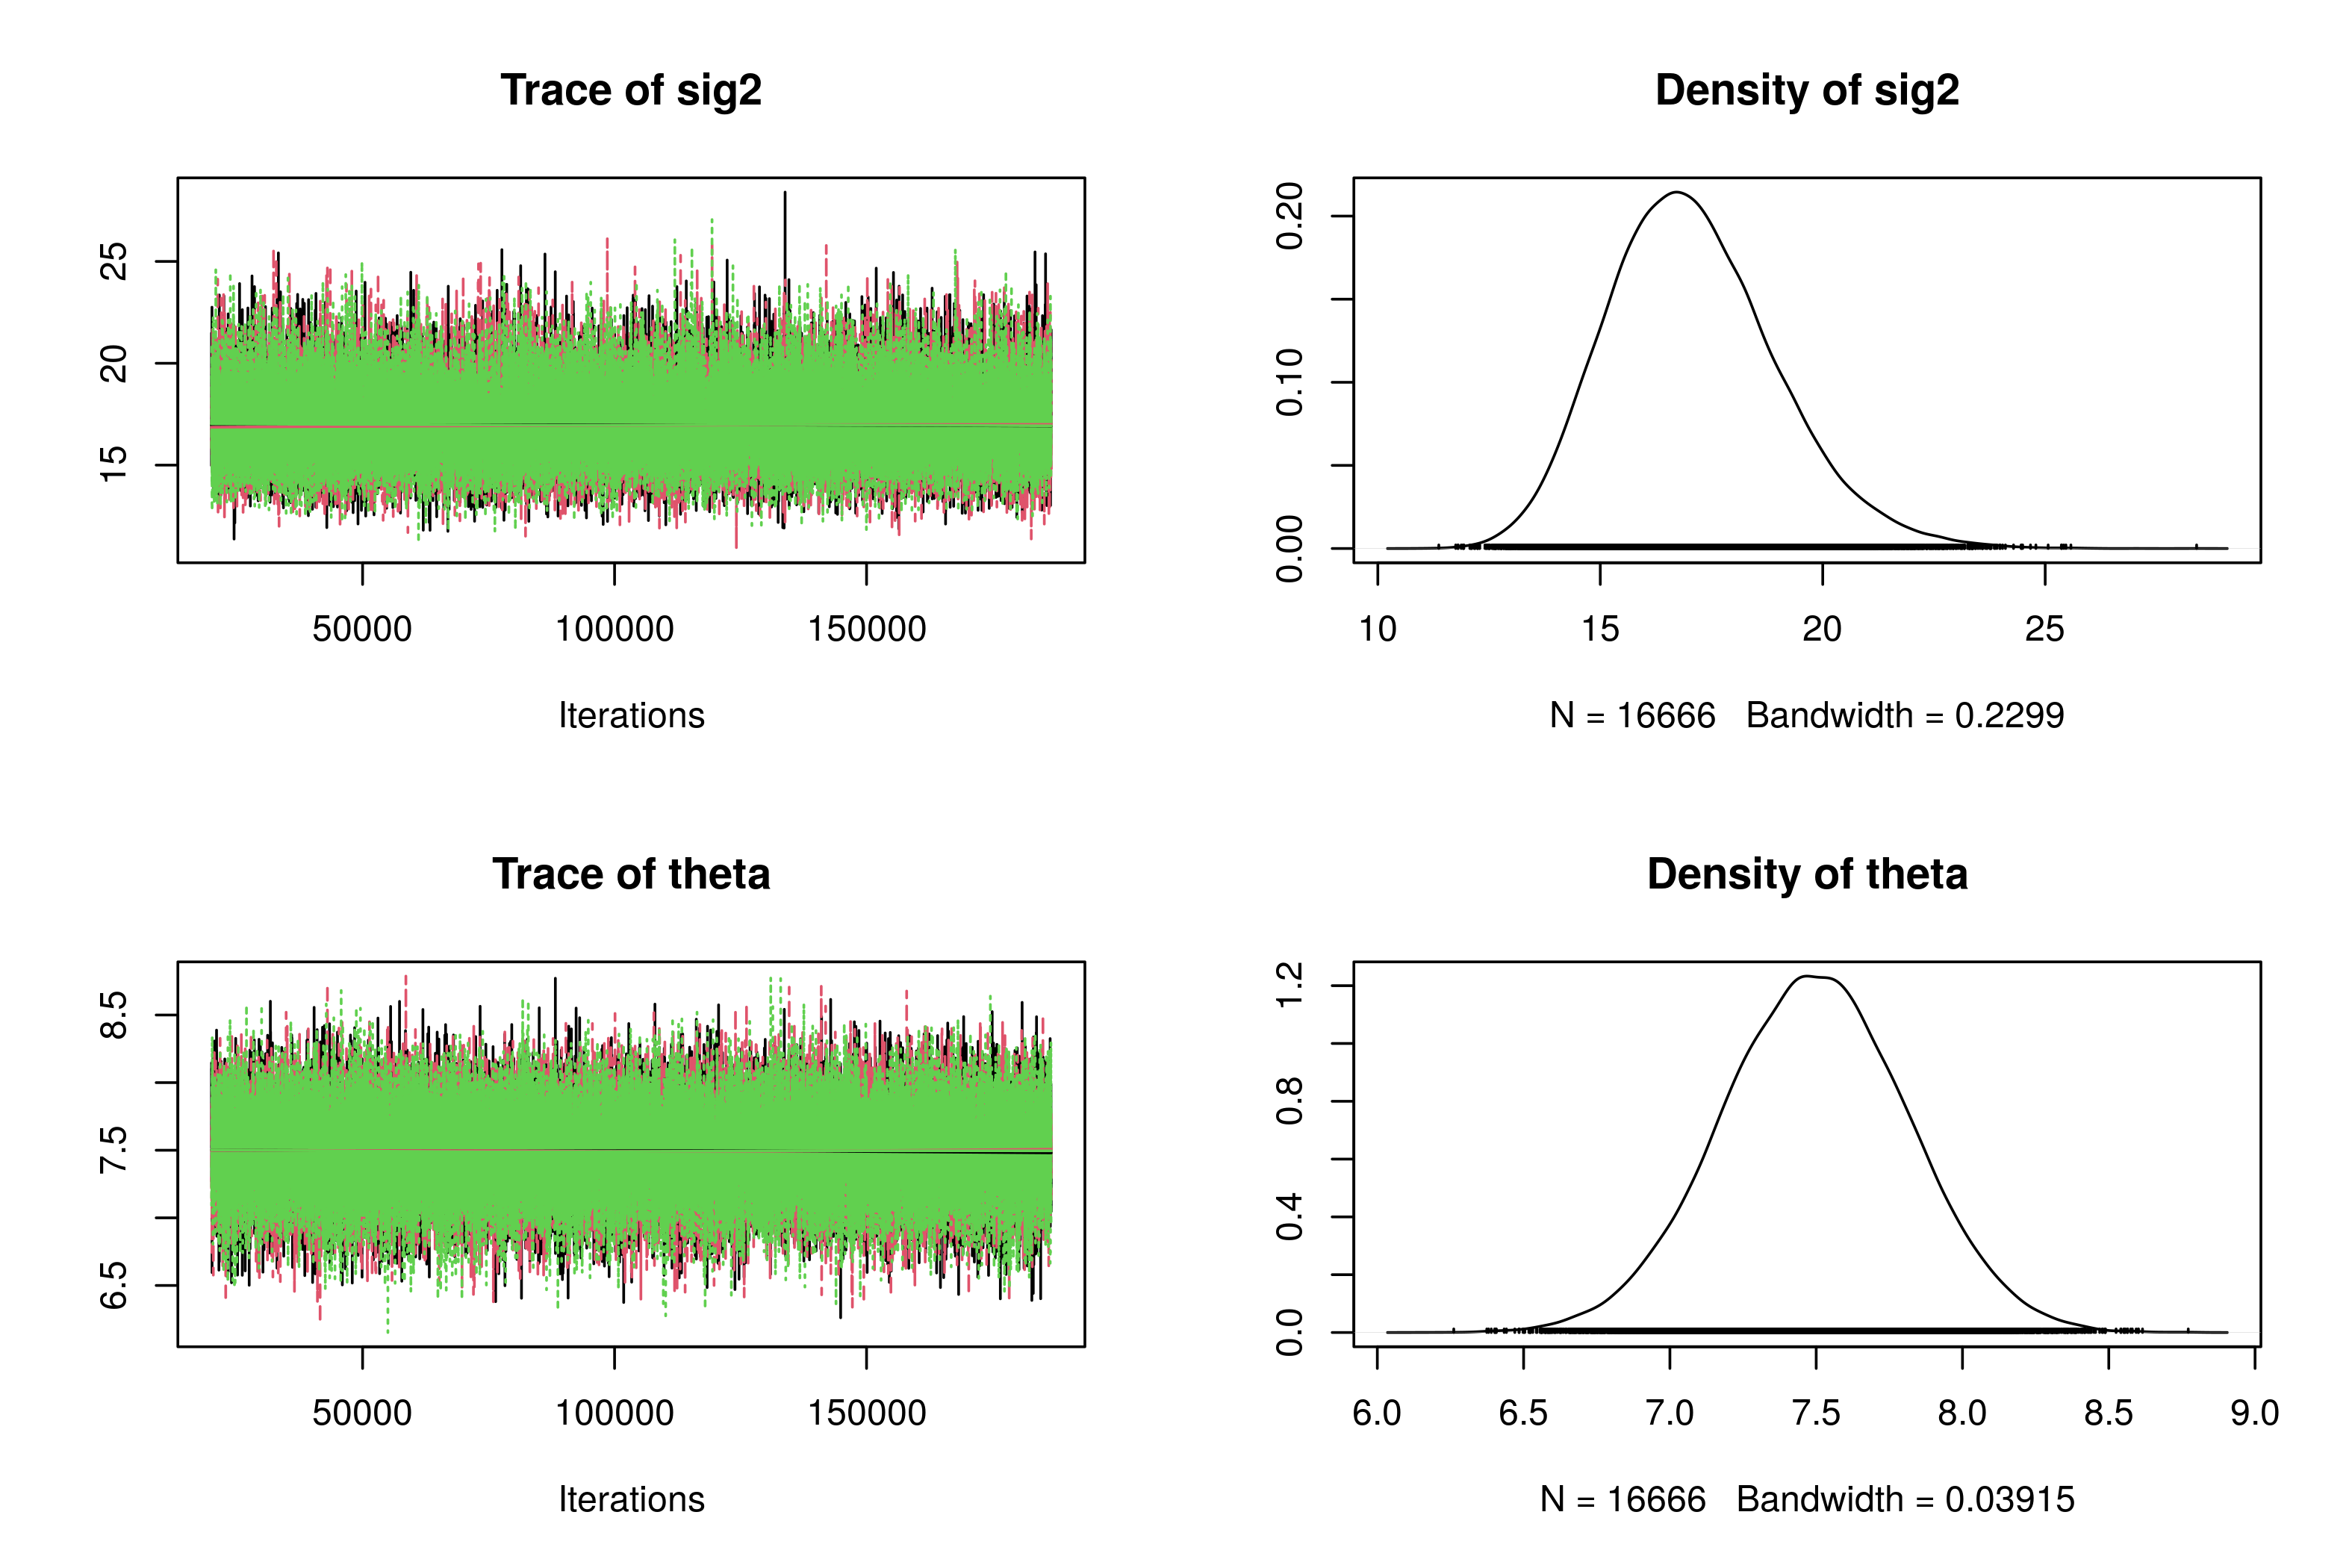 Trace of sig2
25
20
15
50000 100000 150000
Iterations
Density of sig2
0.20
0.10
0.00
10 15 20 25
N = 16666 Bandwidth = 0.2299
Trace of theta
8.5
7.5
6.5
50000 100000 150000
Iterations
Density of theta
1.2
0.8
0.4
0.0
6.0 6.5 7.0 7.5 8.0 8.5 9.0
N = 16666 Bandwidth = 0.03915